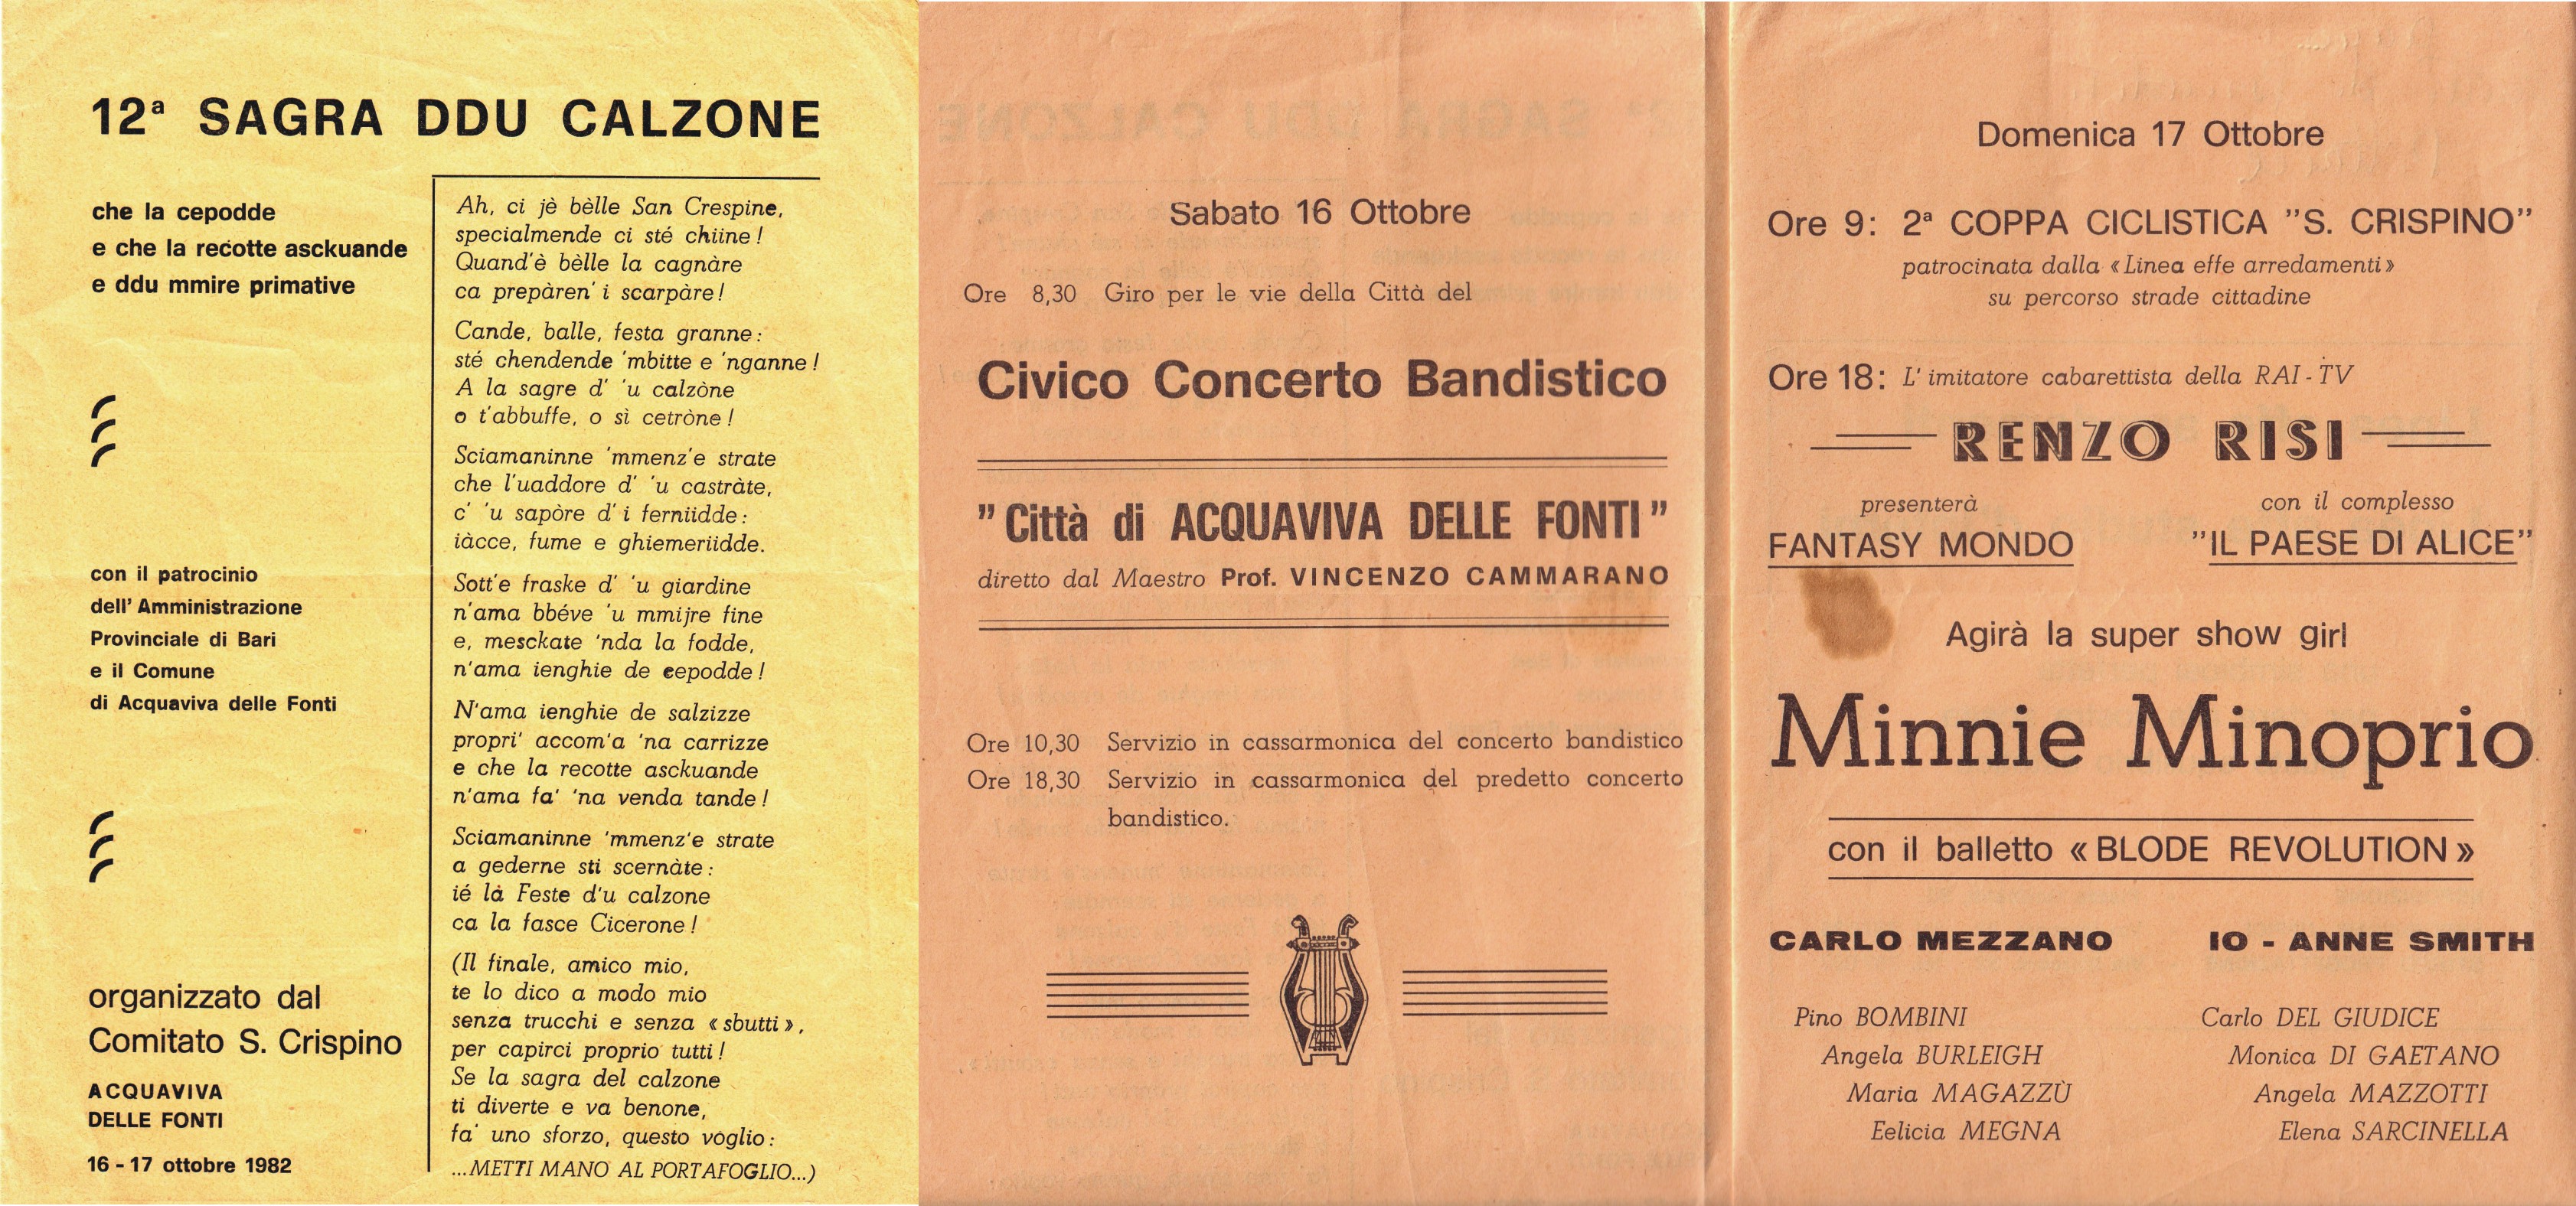 12ª SAGRA DDU CALZONE
che la cepodde
e che la recotte asckuande
e ddu mmire primative
con il patrocinio
dell' Amministrazione
Provinciale di Bari
e il Comune
di Acquaviva delle Fonti
organizzato dal
Comitato S. Crispino
ACQUAVIVA
DELLE FONTI
16 - 17 ottobre 1982
Ah, ci jè bèlle San Crespine,
specialmende ci sté chiine !
Quand'è bèlle la cagnàre
ca prepàren' i scarpàre !
Cande, balle, festa granne :
sté chendende 'mbitte e 'nganne !
A la sagre d' 'u calzòne
o t'abbuffe, o sì cetròne !
Sciamaninne 'mmenz'e strate
che l'uaddore d' 'u castràte,
c' 'u sapòre d' i ferniidde :
iàcce, fume e ghiemeriidde.
Sott'e fraske d' 'u giardine
n'ama bbéve 'u mmijre fine
e, mesckate 'nda la fodde,
n'ama ienghie de cepodde !
N'ama ienghie de salzizze
propri' accom'a 'na carrizze
e che la recotte asckuande
n'ama fa' 'na venda tande !
Sciamaninne 'mmenz'e strate
a gederne sti scernàte :
ié là Feste d'u calzone
ca la fasce Cicerone !
(Il finale, amico mio,
te lo dico a modo mio
senza trucchi e senza « sbutti »,
per capirci proprio tutti !
Se la sagra del calzone
ti diverte e va benone,
fa' uno sforzo, questo voglio :
...METTI MANO AL PORTAFOGLIO...)
Sabato 16 Ottobre
Ore 8,30 Giro per le vie della Città del
Civico Concerto Bandistico
"Città di ACQUAVIVA DELLE FONTI"
diretto dal Maestro Prof. VINCENZO CAMMARANO
Ore 10,30 Servizio in cassarmonica del concerto bandistico
Ore 18,30 Servizio in cassarmonica del predetto concerto
bandistico.
Domenica 17 Ottobre
Ore 9: 2ª COPPA CICLISTICA "S. CRISPINO"
patrocinata dalla «Linea effe arredamenti»
su percorso strade cittadine
Ore 18: L' imitatore cabarettista della RAI - TV
RENZO RISI
presenterà
FANTASY MONDO
con il complesso
"IL PAESE DI ALICE"
Agirà la super show girl
Minnie Minoprio
con il balletto « BLODE REVOLUTION »
CARLO MEZZANO
IO - ANNE SMITH
Pino BOMBINI
Angela BURLEIGH
Maria MAGAZZÙ
Eelicia MEGNA
Carlo DEL GIUDICE
Monica DI GAETANO
Angela MAZZOTTI
Elena SARCINELLA